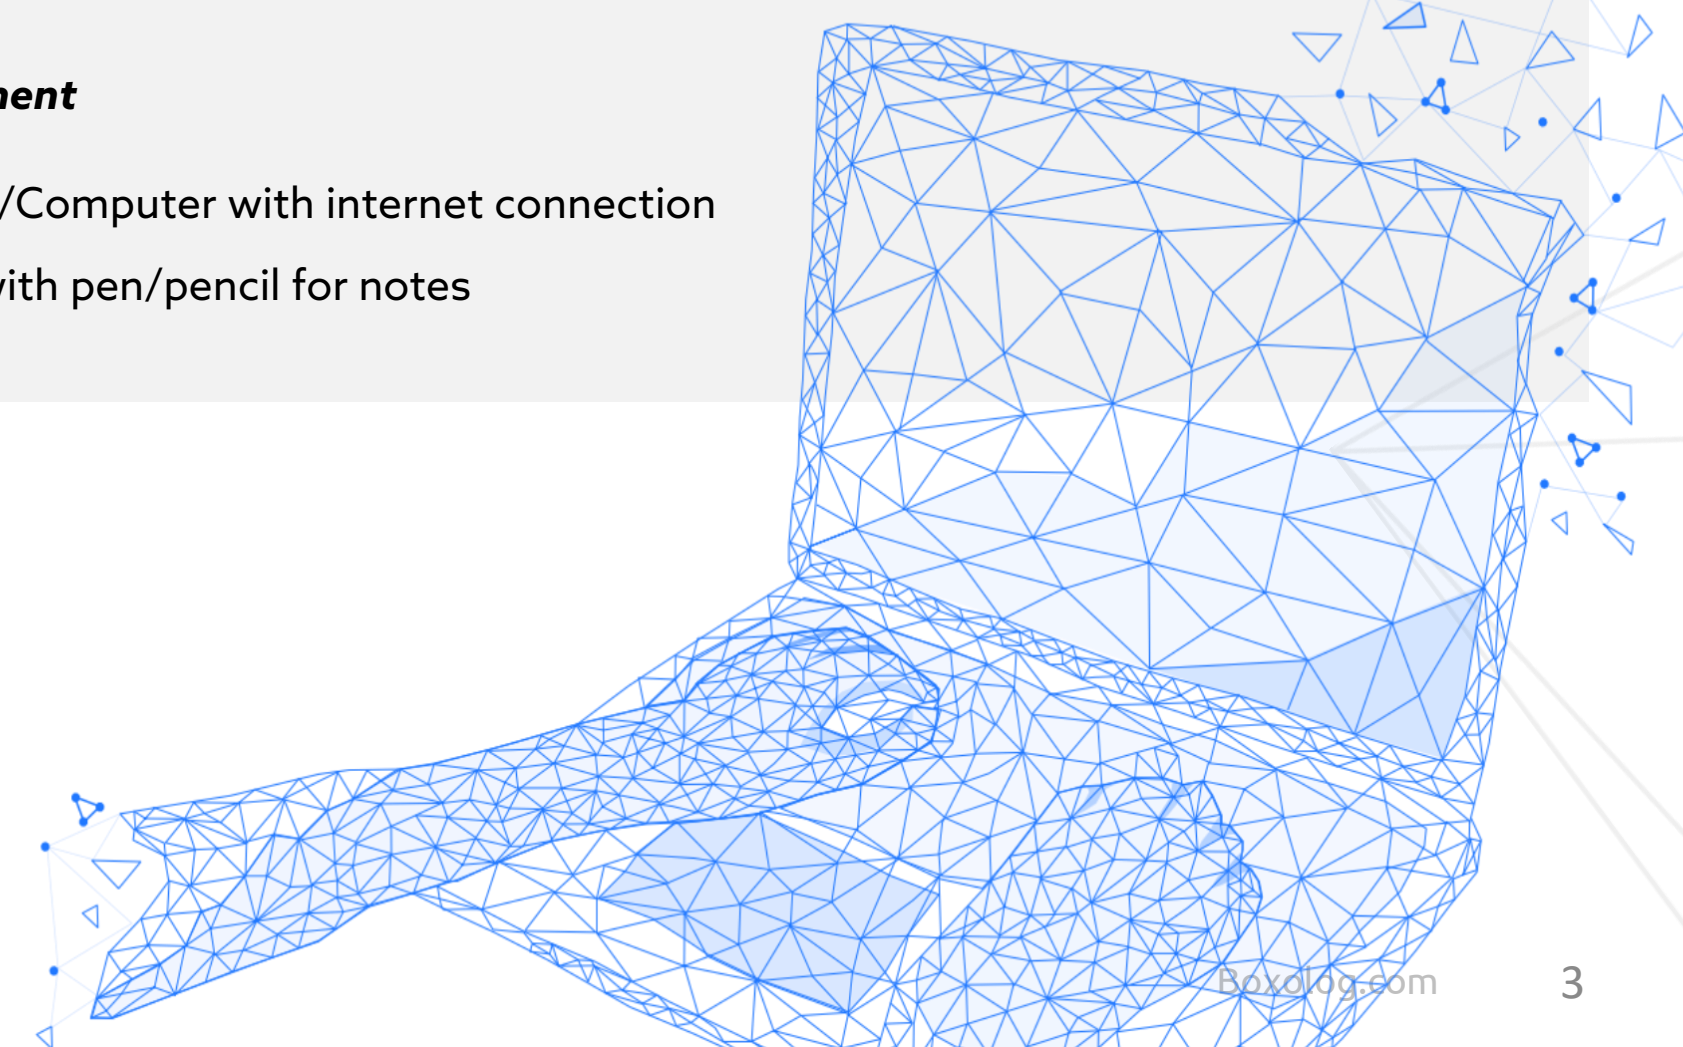 nent
/Computer with internet connection
vith pen/pencil for notes
Boxolog.com
3